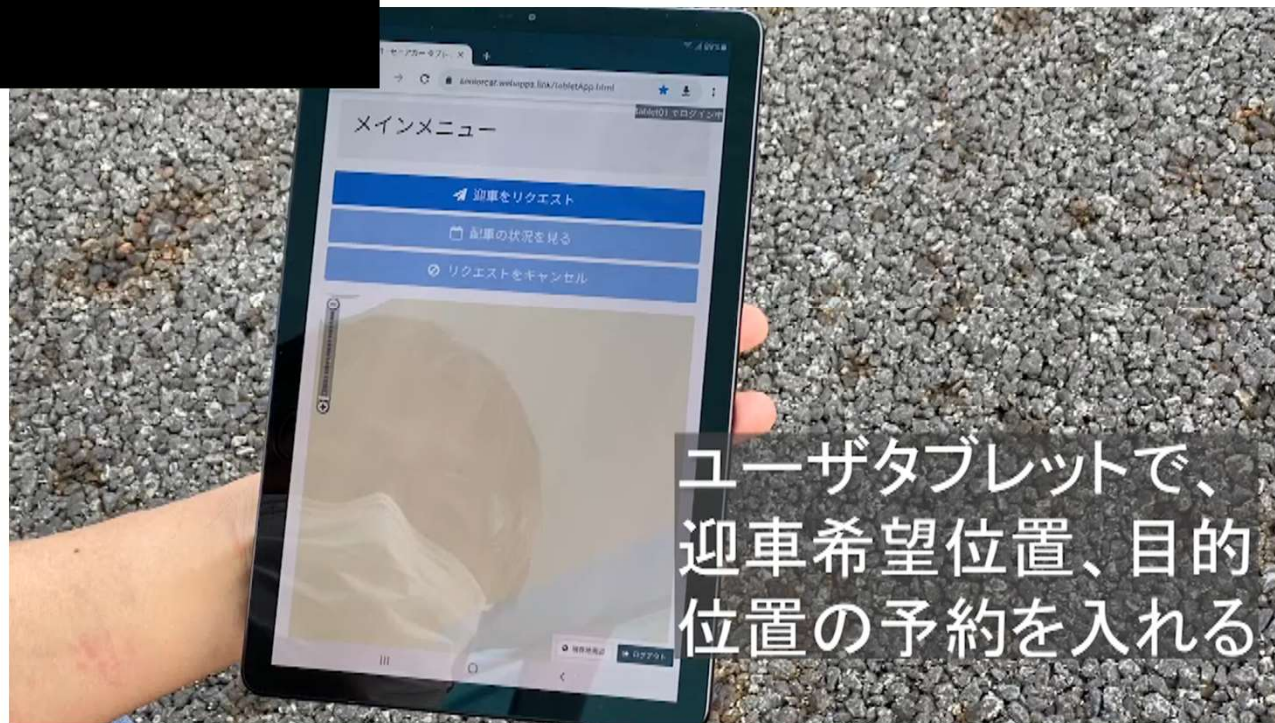 メインメニュー
迎車をリクエスト
配車の状況を見る
リクエストをキャンセル
ログアウト
ユーザタブレットで、
迎車希望位置、目的
位置の予約を入れる